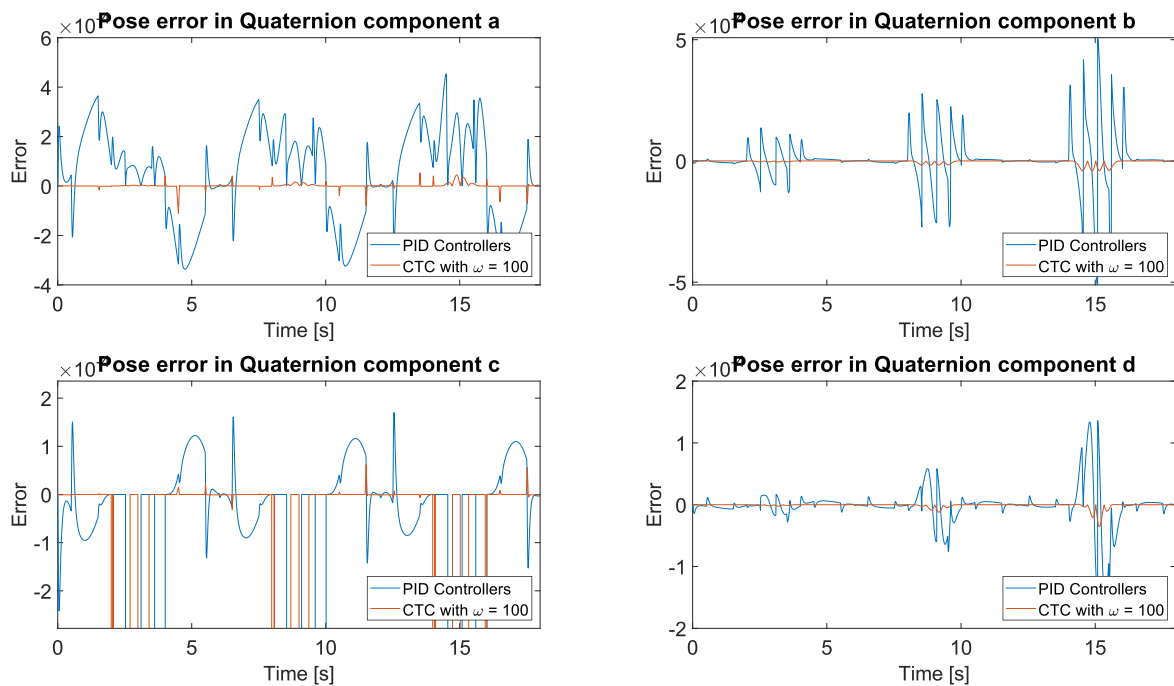 Pose error in Quaternion component a
×10
6
4
2
0
-2
-4
Error
0
5
10
15
Time [s]
PID Controllers
CTC with ω = 100
Pose error in Quaternion component b
×10
5
0
-5
Error
0
5
10
15
Time [s]
PID Controllers
CTC with ω = 100
Pose error in Quaternion component c
×10
2
1
0
-1
-2
Error
0
5
10
15
Time [s]
PID Controllers
CTC with ω = 100
Pose error in Quaternion component d
×10
2
1
0
-1
-2
Error
0
5
10
15
Time [s]
PID Controllers
CTC with ω = 100